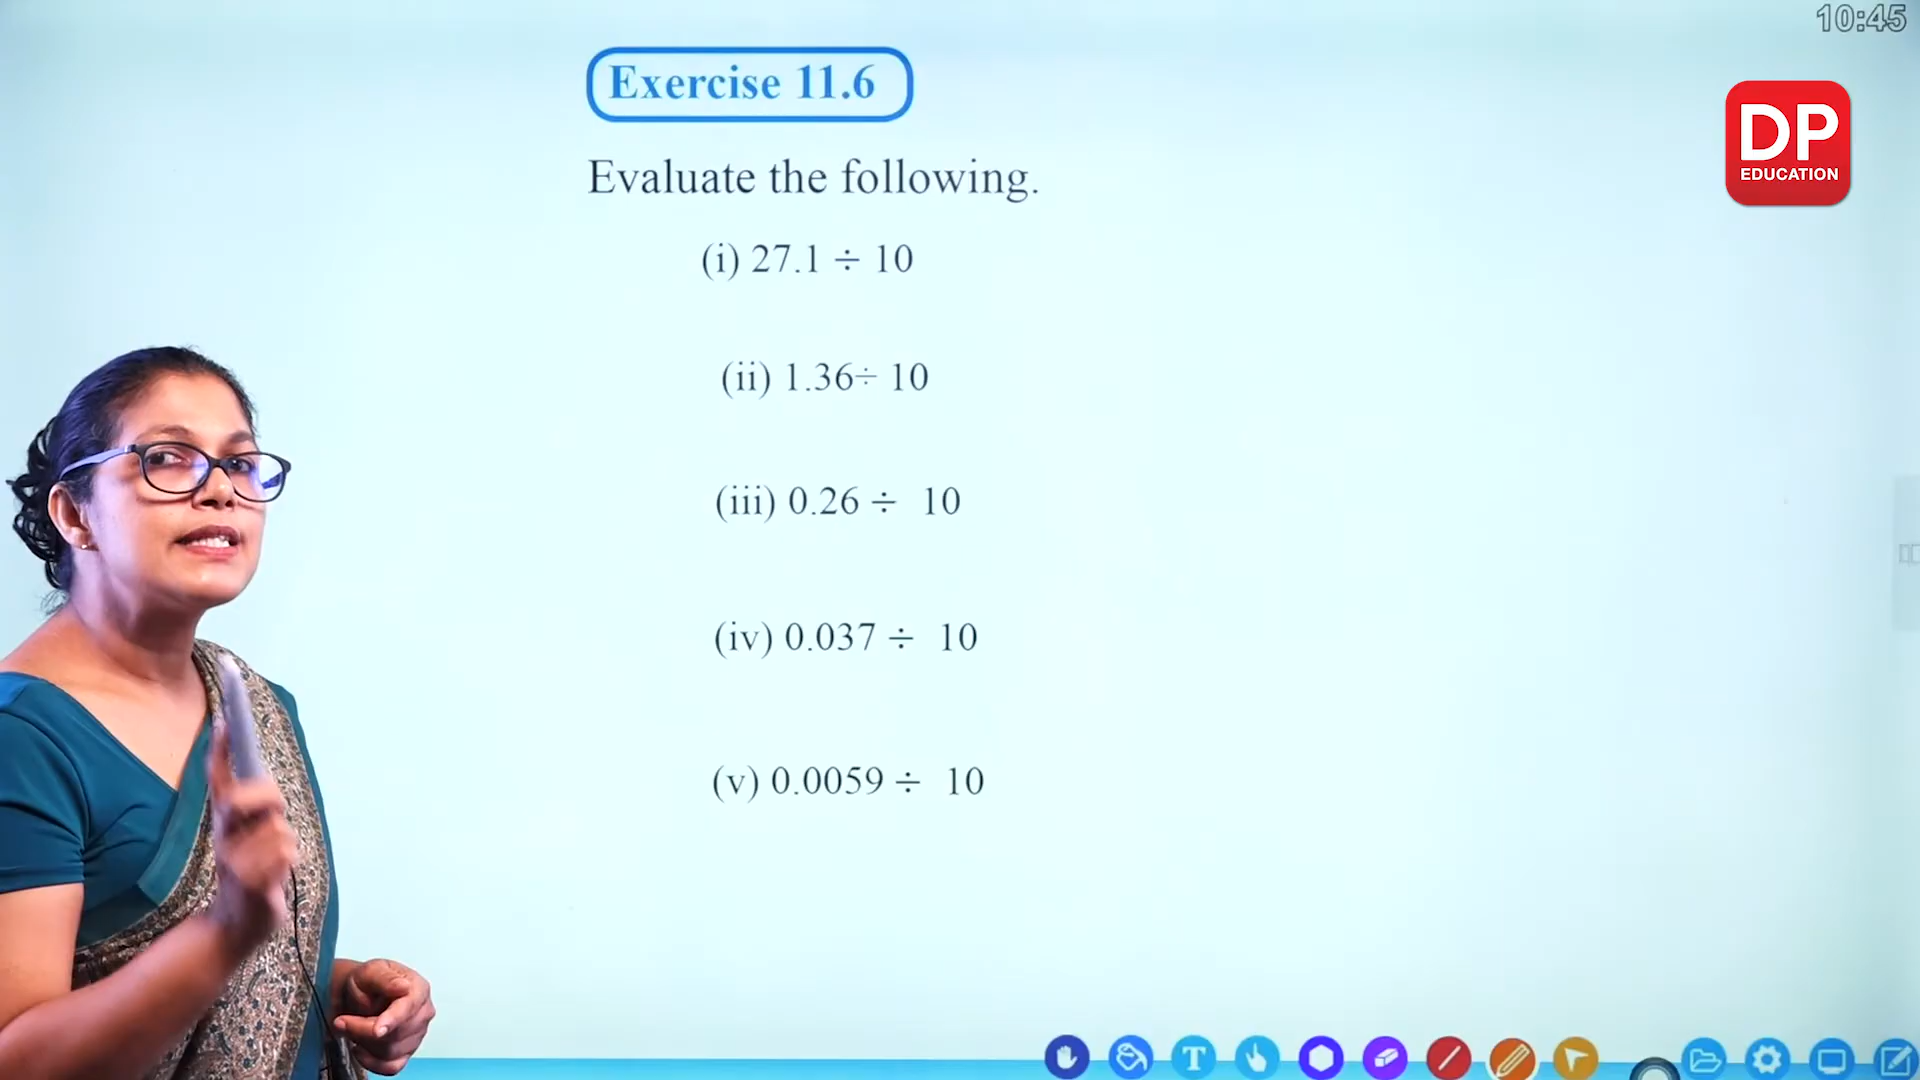 10:45
Exercise 11.6
DP
EDUCATION
Evaluate the following.
(i) 27.1 ÷ 10
(ii) 1.36÷ 10
(iii) 0.26 ÷ 10
(iv) 0.037 ÷ 10
(v) 0.0059 ÷ 10
T